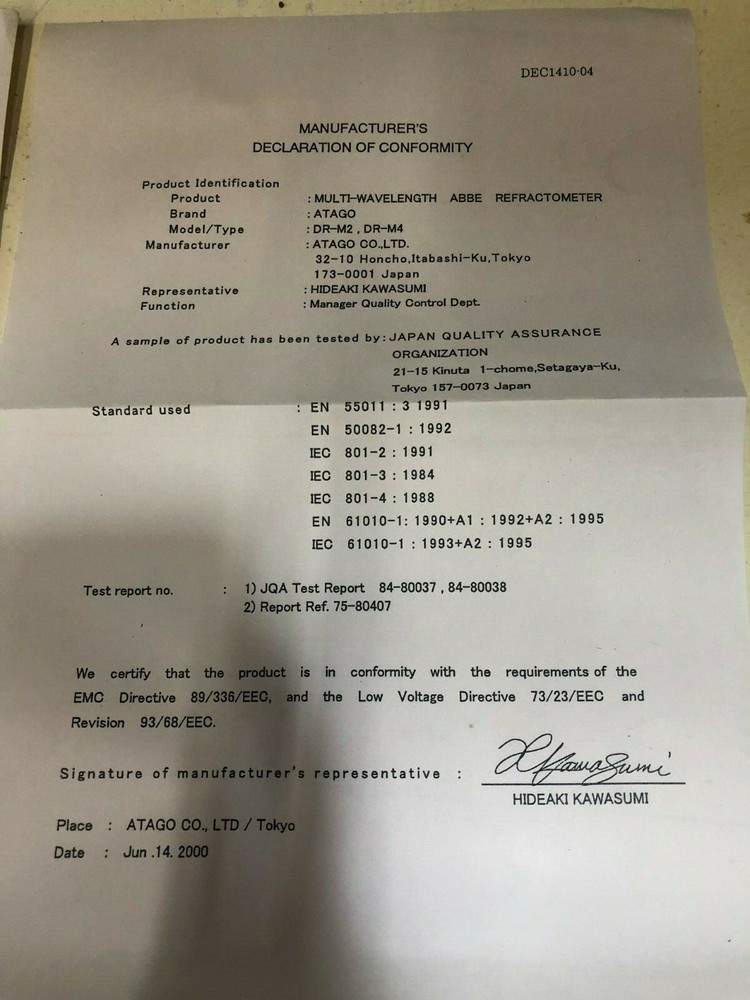 DEC1410·04
MANUFACTURER'S
DECLARATION OF CONFORMITY
Product Identification
Product : MULTI-WAVELENGTH ABBE REFRACTOMETER
Brand : ATAGO
Model/Type : DR-M2 , DR-M4
Manufacturer : ATAGO CO.,LTD.
32-10 Honcho,Itabashi-Ku,Tokyo
173-0001 Japan
Representative : HIDEAKI KAWASUMI
Function : Manager Quality Control Dept.
A sample of product has been tested by: JAPAN QUALITY ASSURANCE
ORGANIZATION
21-15 Kinuta 1-chome,Setagaya-Ku,
Tokyo 157-0073 Japan
Standard used : EN 55011 : 3 1991
EN 50082-1 : 1992
IEC 801-2 : 1991
IEC 801-3 : 1984
IEC 801-4 : 1988
EN 61010-1: 1990+A1 : 1992+A2 : 1995
IEC 61010-1 : 1993+A2 : 1995
Test report no. : 1) JQA Test Report 84-80037 , 84-80038
2) Report Ref. 75-80407
We certify that the product is in conformity with the requirements of the
EMC Directive 89/336/EEC, and the Low Voltage Directive 73/23/EEC and
Revision 93/68/EEC.
Signature of manufacturer's representative : H Kawasumi
HIDEAKI KAWASUMI
Place : ATAGO CO., LTD / Tokyo
Date : Jun .14. 2000